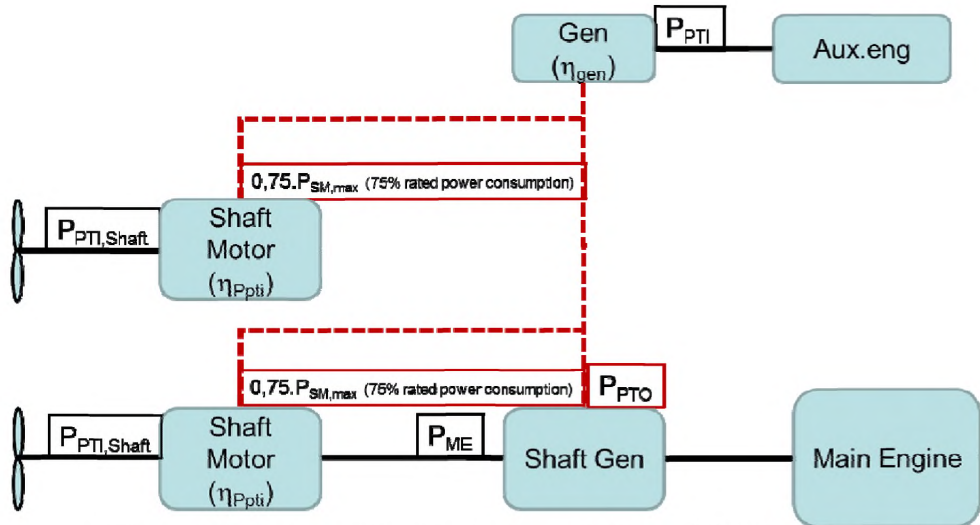 Gen
(ηgen)
PPTI
Aux.eng
0,75.PSM,max (75% rated power consumption)
PPTI,Shaft
Shaft
Motor
(ηPpti)
0,75.PSM,max (75% rated power consumption)
PPTO
PPTI,Shaft
Shaft
Motor
(ηPpti)
PME
Shaft Gen
Main Engine